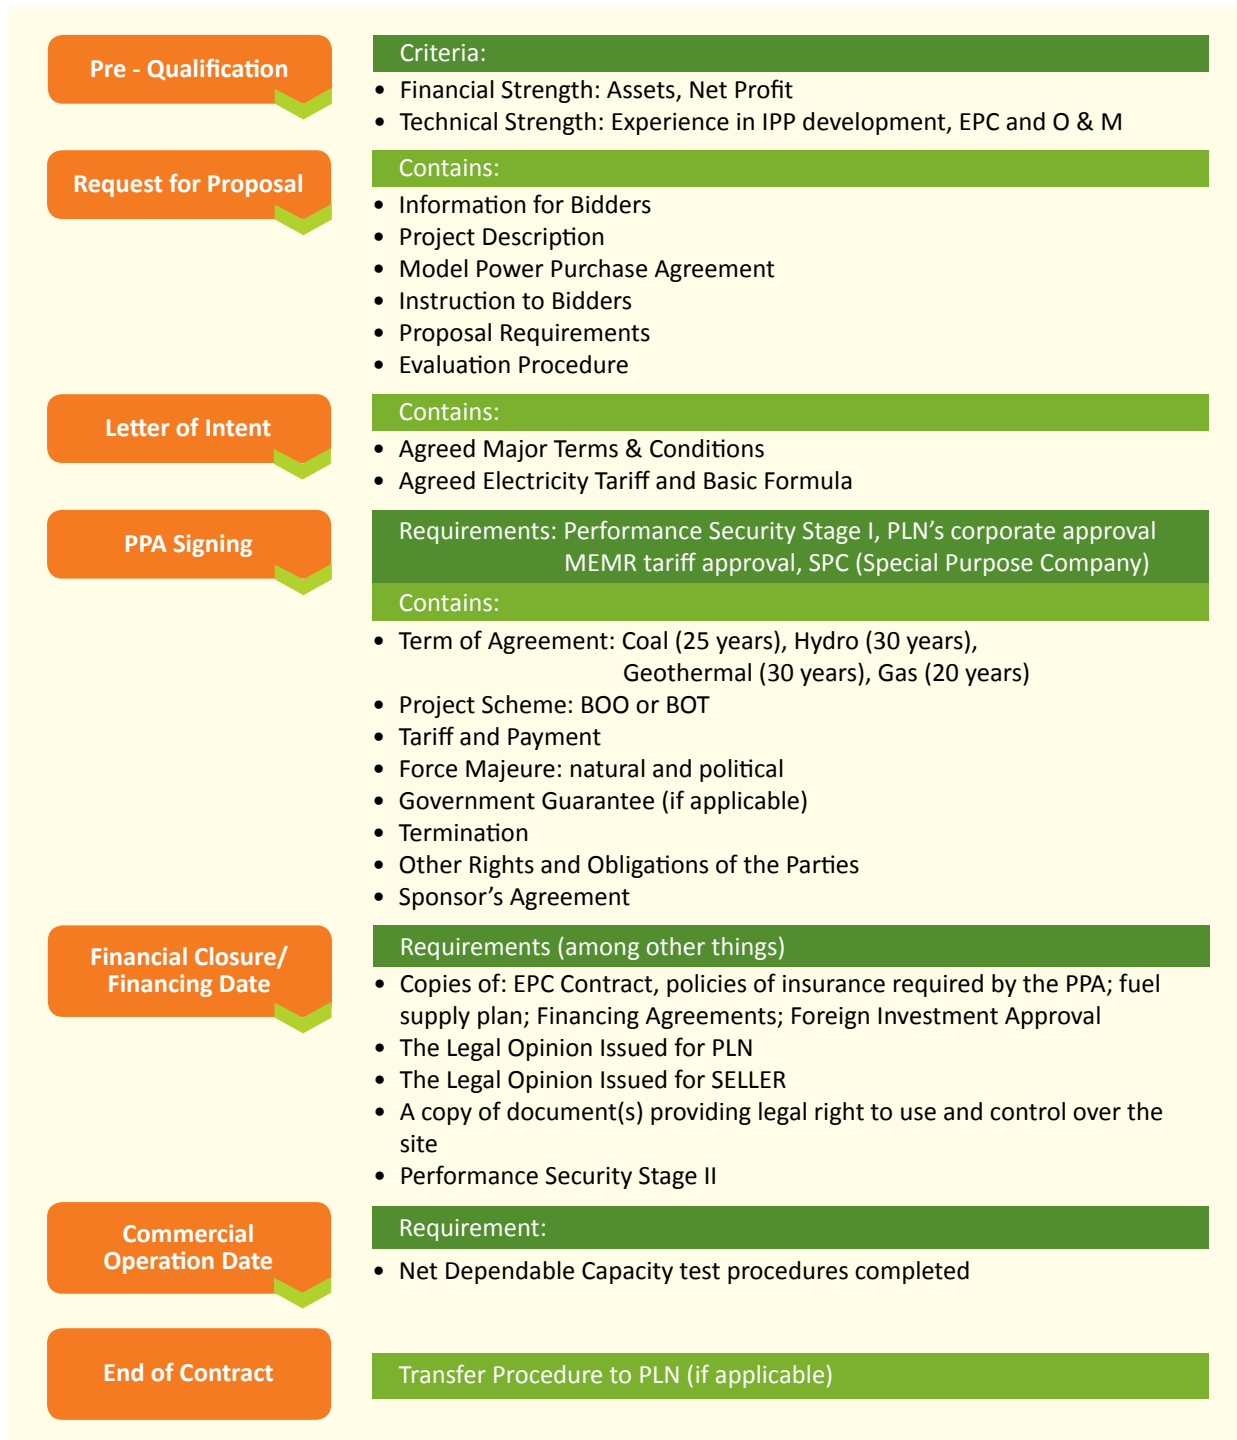 Pre - Qualification
Criteria:
• Financial Strength: Assets, Net Profit
• Technical Strength: Experience in IPP development, EPC and O & M
Request for Proposal
Contains:
• Information for Bidders
• Project Description
• Model Power Purchase Agreement
• Instruction to Bidders
• Proposal Requirements
• Evaluation Procedure
Letter of Intent
Contains:
• Agreed Major Terms & Conditions
• Agreed Electricity Tariff and Basic Formula
PPA Signing
Requirements: Performance Security Stage I, PLN’s corporate approval
MEMR tariff approval, SPC (Special Purpose Company)
Contains:
• Term of Agreement: Coal (25 years), Hydro (30 years),
Geothermal (30 years), Gas (20 years)
• Project Scheme: BOO or BOT
• Tariff and Payment
• Force Majeure: natural and political
• Government Guarantee (if applicable)
• Termination
• Other Rights and Obligations of the Parties
• Sponsor’s Agreement
Financial Closure/
Financing Date
Requirements (among other things)
• Copies of: EPC Contract, policies of insurance required by the PPA; fuel
supply plan; Financing Agreements; Foreign Investment Approval
• The Legal Opinion Issued for PLN
• The Legal Opinion Issued for SELLER
• A copy of document(s) providing legal right to use and control over the
site
• Performance Security Stage II
Commercial
Operation Date
Requirement:
• Net Dependable Capacity test procedures completed
End of Contract
Transfer Procedure to PLN (if applicable)